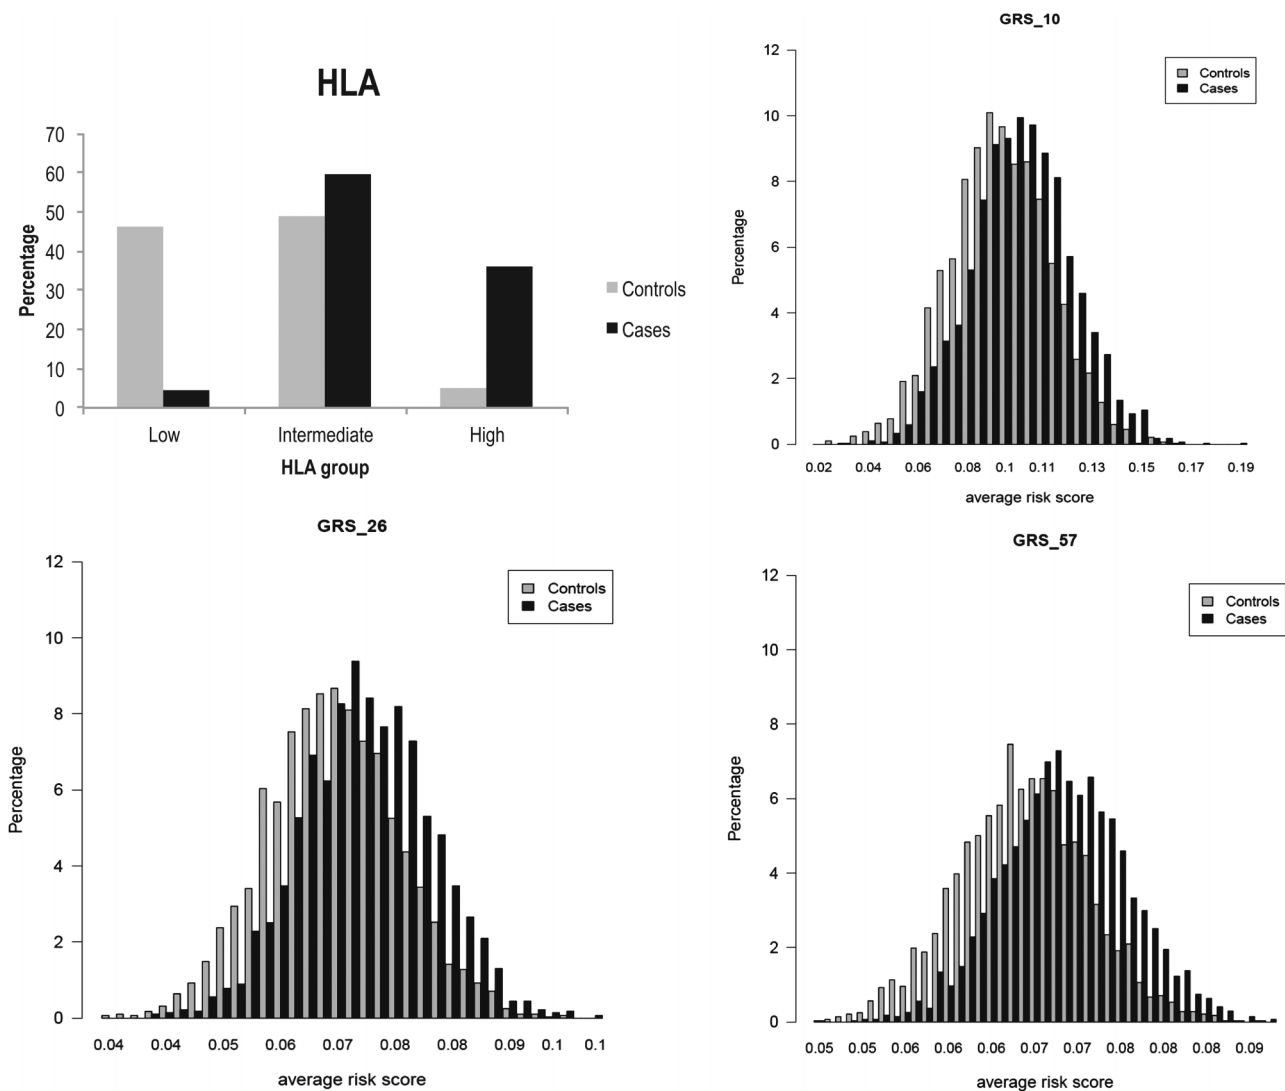 HLA
70
60
50
40
30
20
10
0
Percentage
Low Intermediate High
HLA group
Controls
Cases
GRS_10
12
10
8
6
4
2
0
Percentage
Controls
Cases
0.02 0.04 0.06 0.08 0.1 0.11 0.13 0.15 0.17 0.19
average risk score
GRS_26
12
10
8
6
4
2
0
Percentage
Controls
Cases
0.04 0.04 0.05 0.06 0.07 0.08 0.08 0.09 0.1 0.1
average risk score
GRS_57
12
10
8
6
4
2
0
Percentage
Controls
Cases
0.05 0.05 0.06 0.06 0.06 0.07 0.07 0.08 0.08 0.08 0.09
average risk score